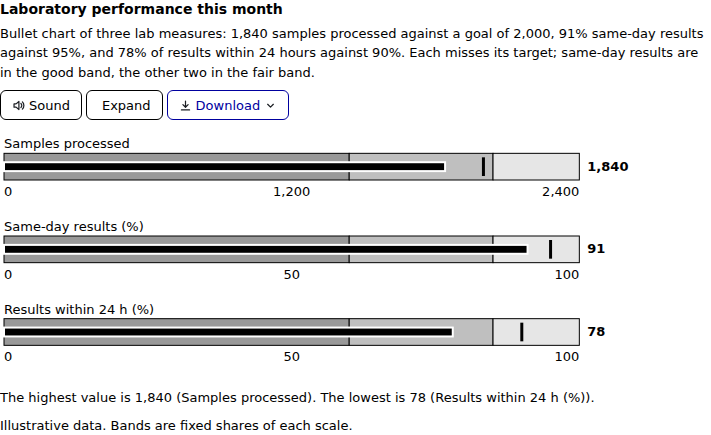 Laboratory performance this month
Bullet chart of three lab measures: 1,840 samples processed against a goal of 2,000, 91% same-day results
against 95%, and 78% of results within 24 hours against 90%. Each misses its target; same-day results are
in the good band, the other two in the fair band.
Sound Expand Download
Samples processed
1,840
0 1,200 2,400
Same-day results (%)
91
0 50 100
Results within 24 h (%)
78
0 50 100
The highest value is 1,840 (Samples processed). The lowest is 78 (Results within 24 h (%)).
Illustrative data. Bands are fixed shares of each scale.